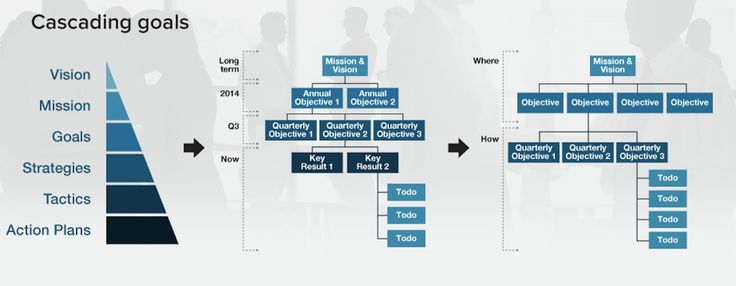 Cascading goals
Vision
Mission
Goals
Strategies
Tactics
Action Plans
Long
term
2014
Q3
Now
Mission &
Vision
Annual
Objective 1
Annual
Objective 2
Quarterly
Objective 1
Quarterly
Objective 2
Quarterly
Objective 3
Key
Result 1
Key
Result 2
Todo
Todo
Todo
Where
How
Mission &
Vision
Objective
Objective
Objective
Objective
Quarterly
Objective 1
Quarterly
Objective 2
Quarterly
Objective 3
Todo
Todo
Todo
Todo